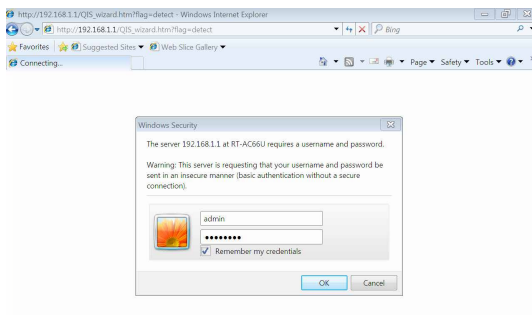 http://192.168.1.1/QIS_wizard.htm?flag=detect - Windows Internet Explorer
http://192.168.1.1/QIS_wizard.htm?flag=detect
Bing
Favorites Suggested Sites Web Slice Gallery
Connecting...
Page Safety Tools
Windows Security
The server 192.168.1.1 at RT-AC66U requires a username and password.
Warning: This server is requesting that your username and password be
sent in an insecure manner (basic authentication without a secure
connection).
admin
••••••••
Remember my credentials
OK Cancel